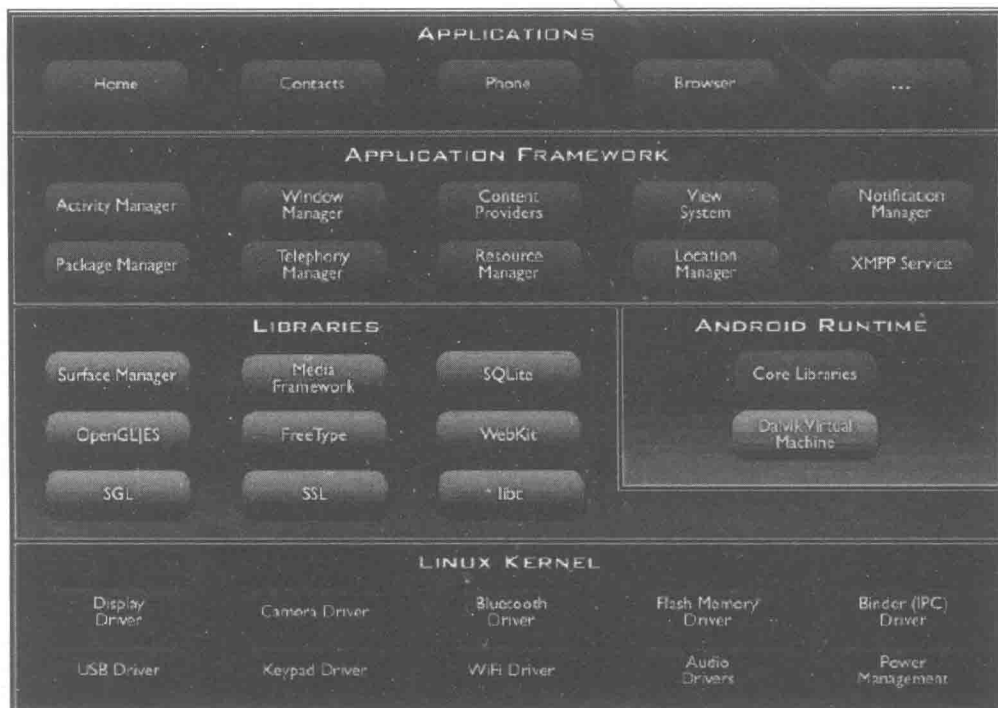 APPLICATIONS
Home
Contacts
Phone
Browser
...
APPLICATION FRAMEWORK
Activity Manager
Window
Manager
Content
Providers
View
System
Notification
Manager
Package Manager
Telephony
Manager
Resource
Manager
Location
Manager
XMPP Service
LIBRARIES
Surface Manager
Media
Framework
SQLite
OpenGL|ES
FreeType
WebKit
SGL
SSL
libc
ANDROID RUNTIME
Core Libraries
Dalvik Virtual
Machine
LINUX KERNEL
Display
Driver
Camera Driver
Bluetooth
Driver
Flash Memory
Driver
Binder (IPC)
Driver
USB Driver
Keypad Driver
WiFi Driver
Audio
Drivers
Power
Management